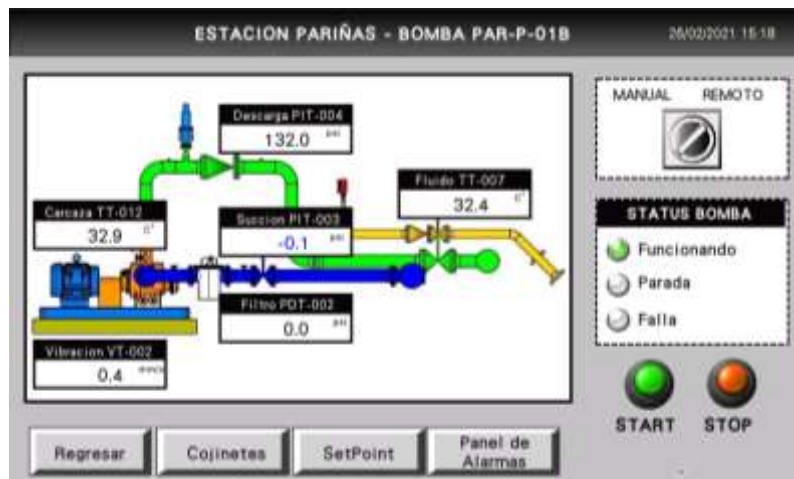 ESTACION PARIÑAS - BOMBA PAR-P-01B
26/02/2021 15:18
MANUAL REMOTO
Descarga PIT-004
132.0 psi
Fluido TT-007
32.4 c°
Carcaza TT-012
32.9 c°
Succion PIT-003
-0.1 psi
STATUS BOMBA
Funcionando
Parada
Falla
Filtro PDT-002
0.0 psi
Vibracion VT-002
0.4 mm/s
START STOP
Regresar
Cojinetes
SetPoint
Panel de
Alarmas